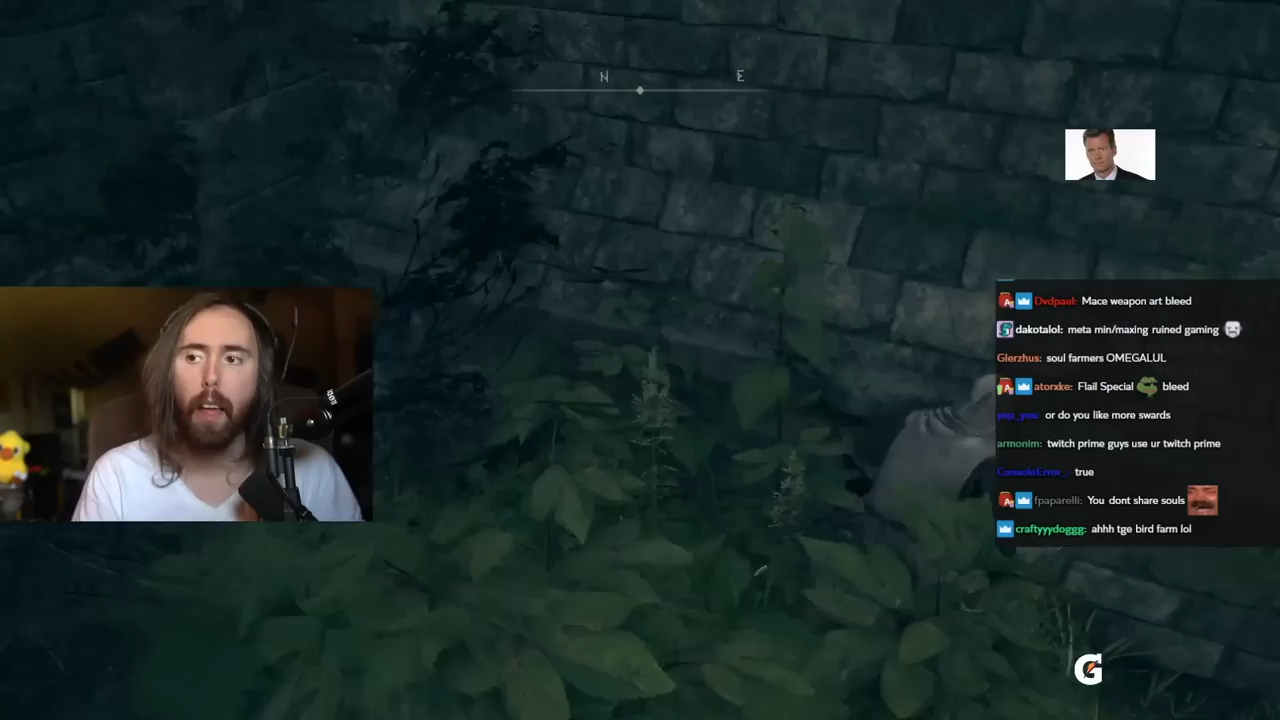 N E
Dvdpaul: Mace weapon art bleed
dakotalol: meta min/maxing ruined gaming
Glerzhus: soul farmers OMEGALUL
atorxke: Flail Special bleed
yep_you: or do you like more swards
armonim: twitch prime guys use ur twitch prime
ConsoleError_: true
fpaparelli: You dont share souls
craftyyydoggg: ahhh tge bird farm lol
G